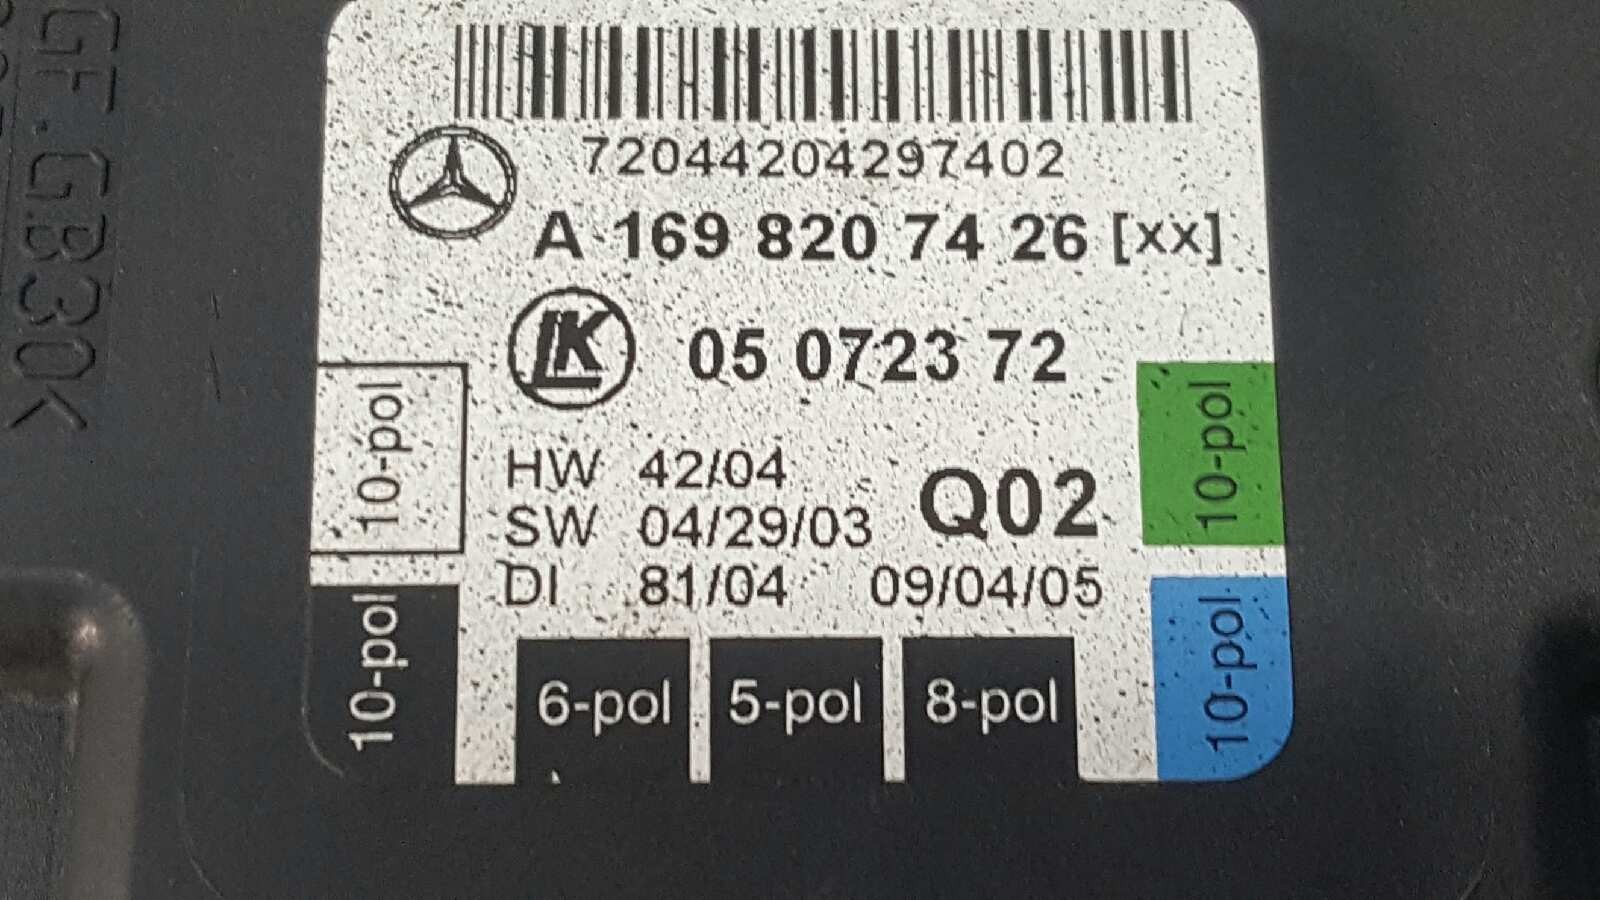 72044204297402
A 169 820 74 26 [xx]
LK 05 0723 72
10-pol
10-pol
HW 42/04
SW 04/29/03
Q02
DI 81/04 09/04/05
10-pol
10-pol
6-pol 5-pol 8-pol
GF.GB30K